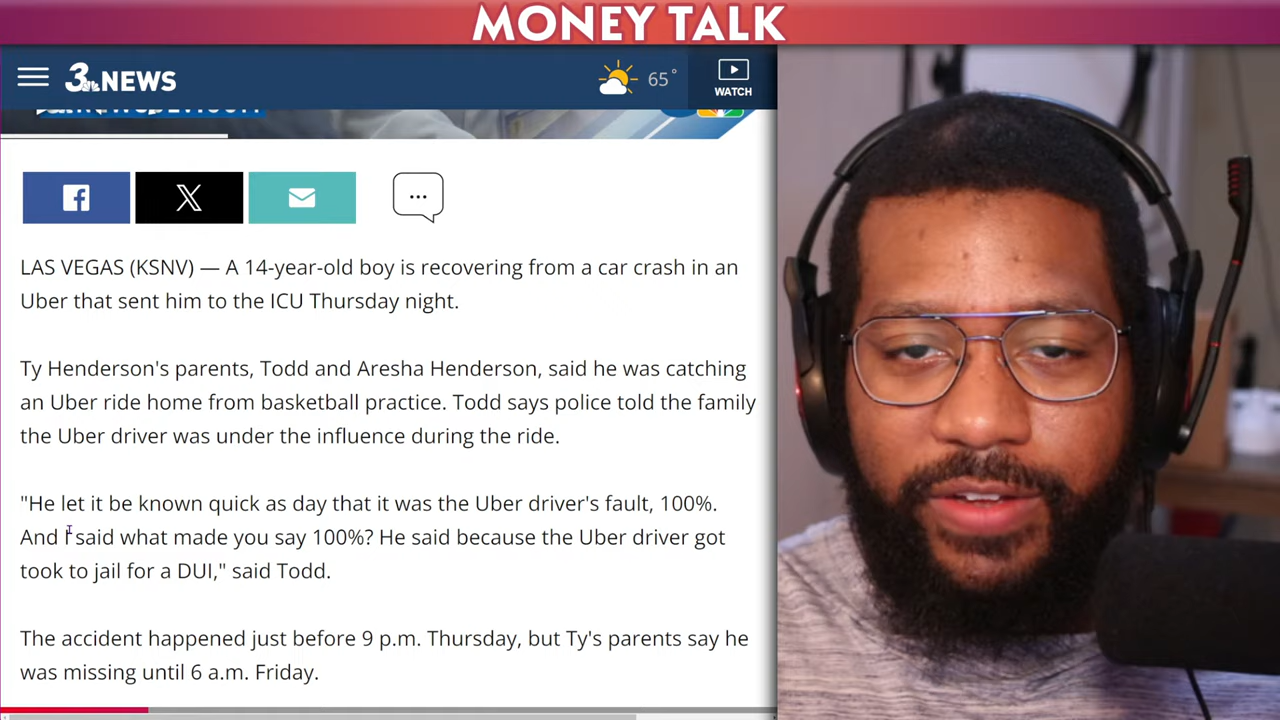 MONEY TALK
3 NEWS
65°
WATCH
LAS VEGAS (KSNV) — A 14-year-old boy is recovering from a car crash in an
Uber that sent him to the ICU Thursday night.
Ty Henderson's parents, Todd and Aresha Henderson, said he was catching
an Uber ride home from basketball practice. Todd says police told the family
the Uber driver was under the influence during the ride.
"He let it be known quick as day that it was the Uber driver's fault, 100%.
And I said what made you say 100%? He said because the Uber driver got
took to jail for a DUI," said Todd.
The accident happened just before 9 p.m. Thursday, but Ty's parents say he
was missing until 6 a.m. Friday.